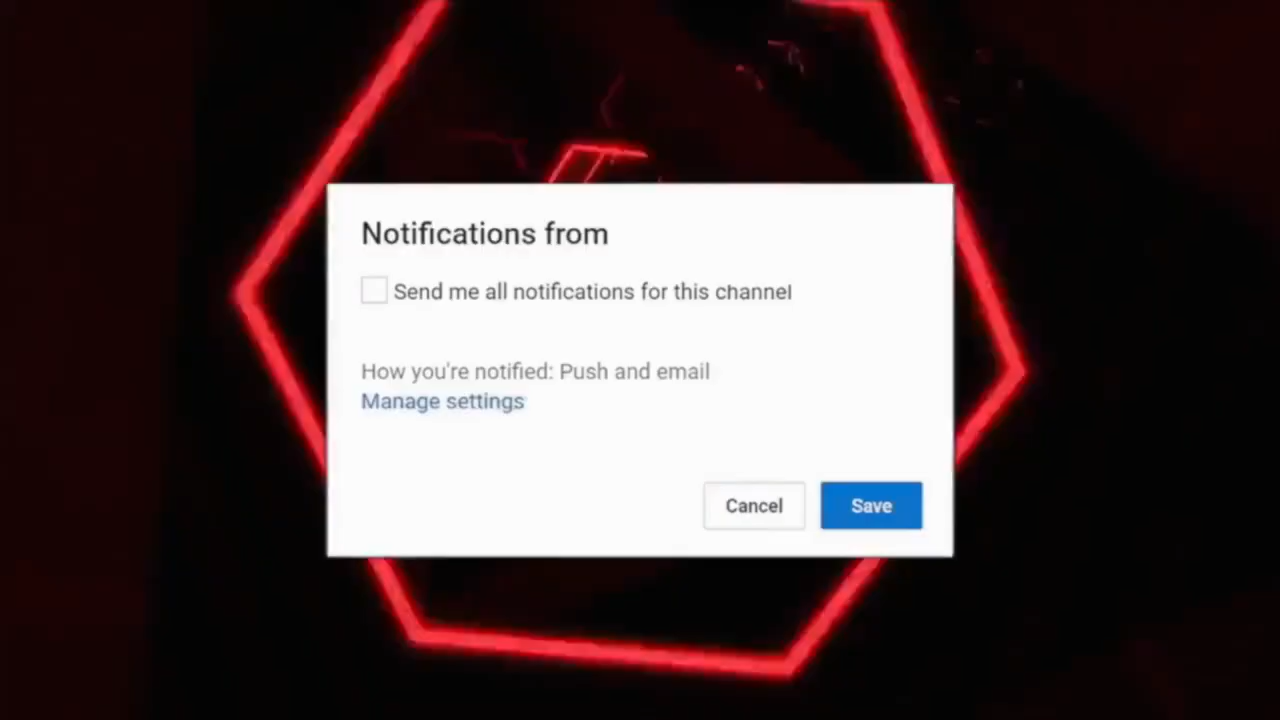 Notifications from
Send me all notifications for this channel
How you're notified: Push and email
Manage settings
Cancel
Save